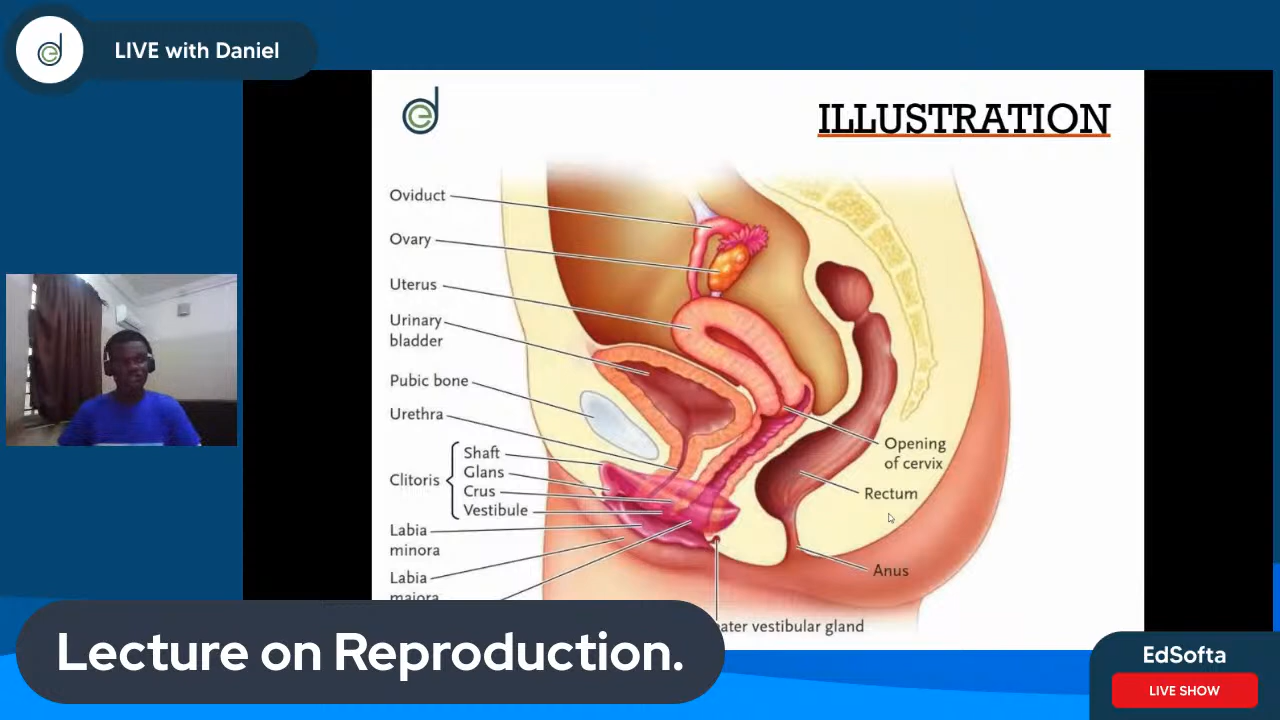 LIVE with Daniel
ILLUSTRATION
Oviduct
Ovary
Uterus
Urinary
bladder
Pubic bone
Urethra
Clitoris
Shaft
Glans
Crus
Vestibule
Labia
minora
Labia
majora
Opening
of cervix
Rectum
Anus
vestibular gland
Lecture on Reproduction.
EdSofta
LIVE SHOW